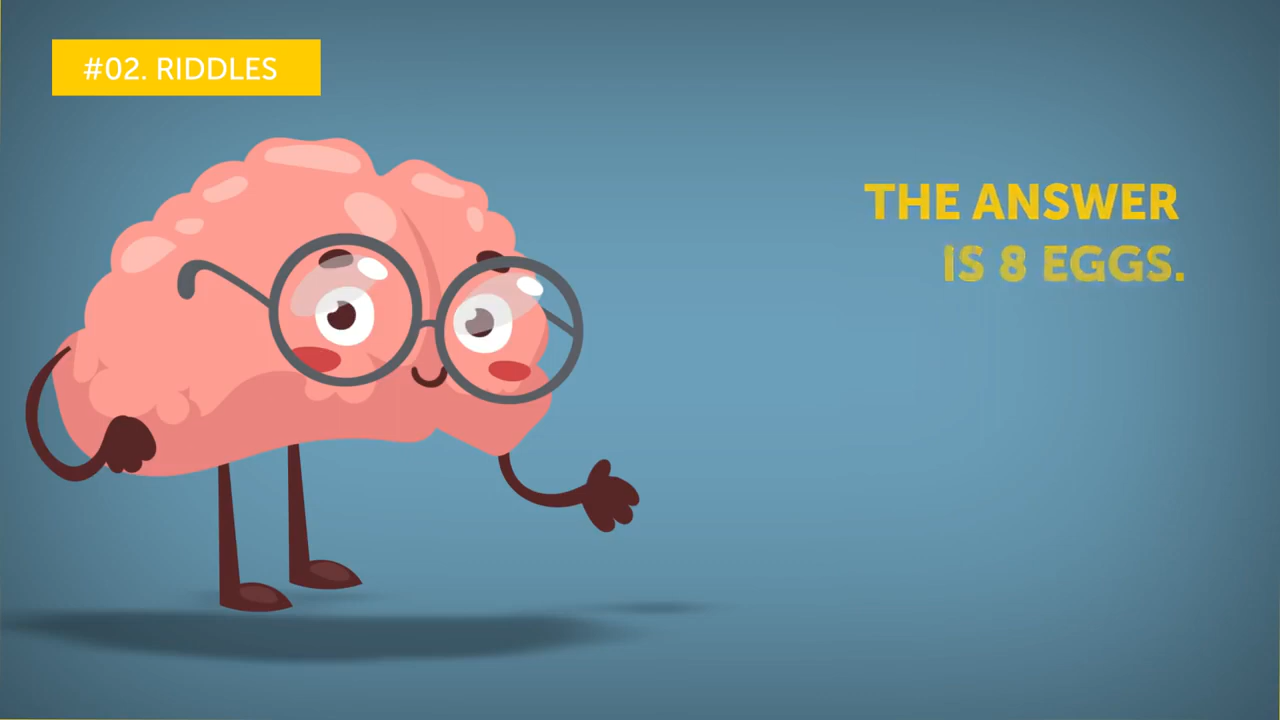 #02. RIDDLES
THE ANSWER
IS 8 EGGS.